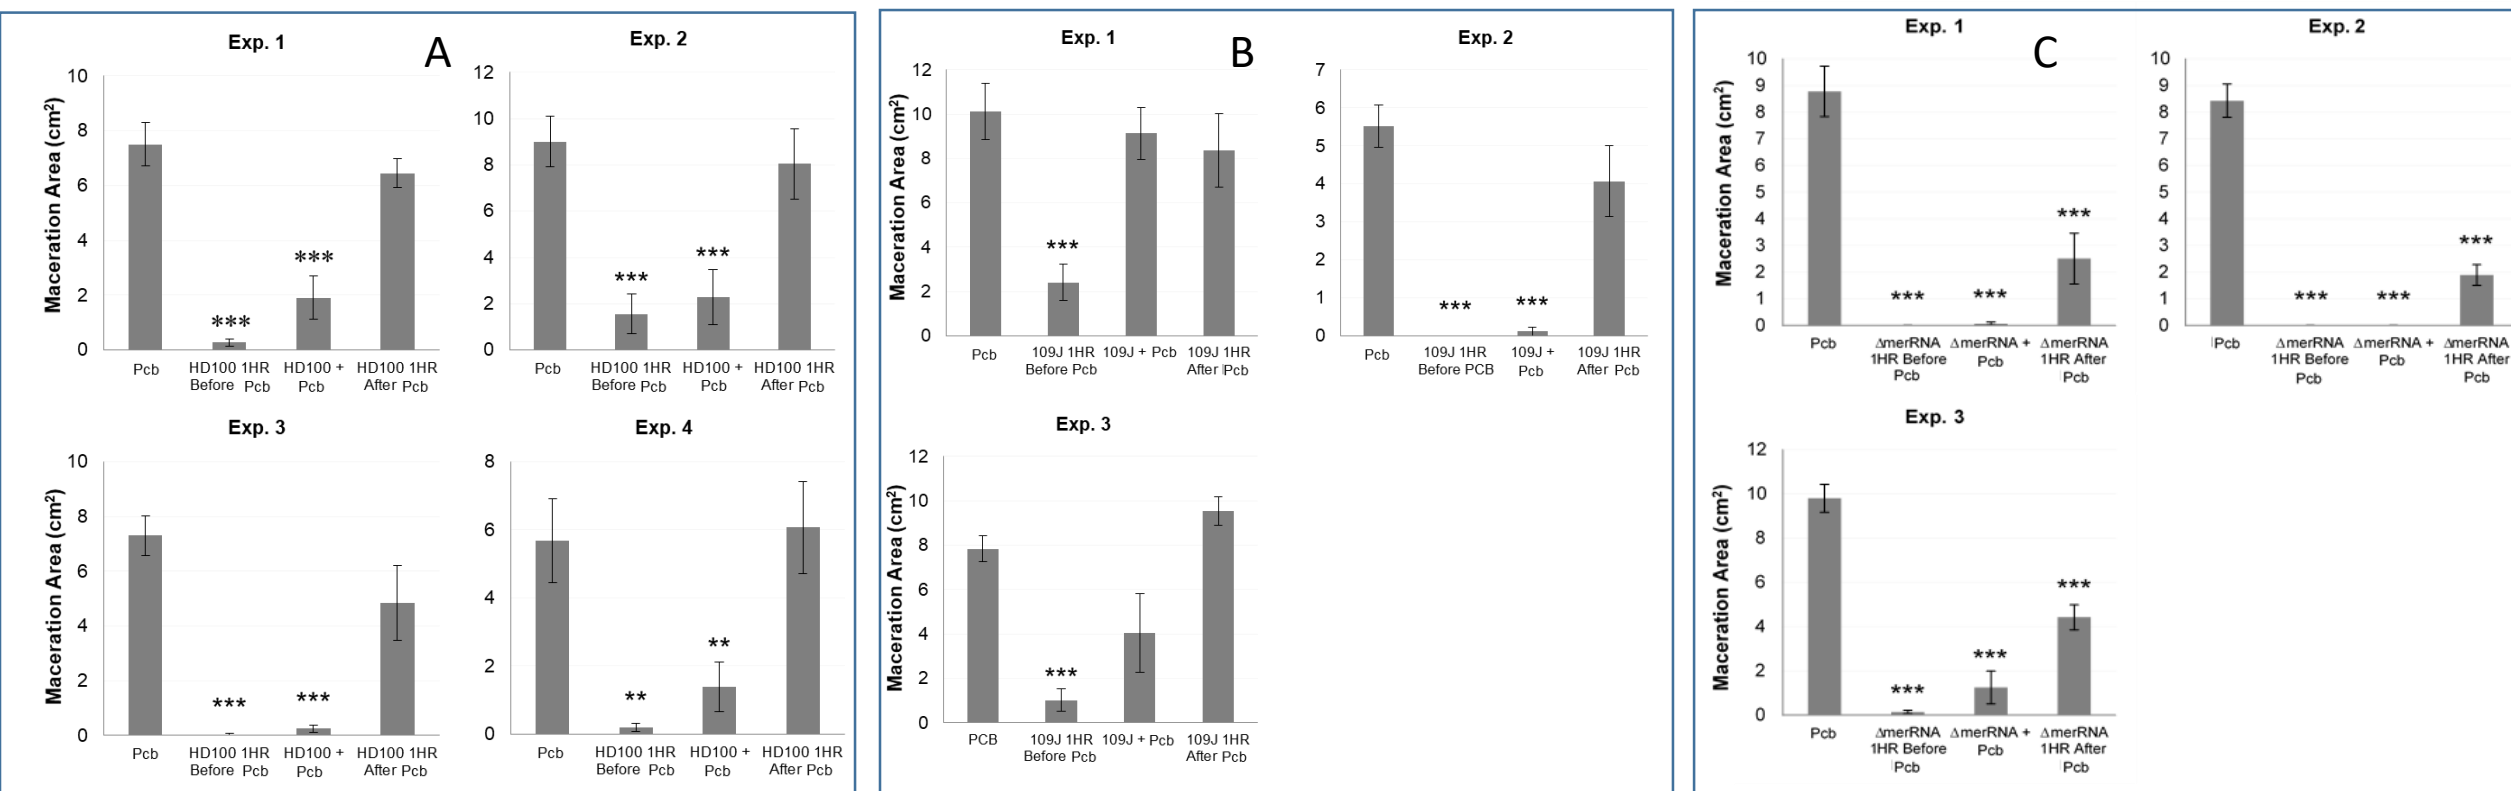 A
Exp. 1
Maceration Area (cm²)
10
8
6
4
2
0
***
***
Pcb
HD100 1HR
Before Pcb
HD100 +
Pcb
HD100 1HR
After Pcb
Exp. 2
12
10
8
6
4
2
0
***
***
Pcb
HD100 1HR
Before Pcb
HD100 +
Pcb
HD100 1HR
After Pcb
Exp. 3
Maceration Area (cm²)
10
8
6
4
2
0
***
***
Pcb
HD100 1HR
Before Pcb
HD100 +
Pcb
HD100 1HR
After Pcb
Exp. 4
8
6
4
2
0
**
**
Pcb
HD100 1HR
Before Pcb
HD100 +
Pcb
HD100 1HR
After Pcb
B
Exp. 1
Maceration Area (cm²)
12
10
8
6
4
2
0
***
Pcb
109J 1HR
Before Pcb
109J + Pcb
109J 1HR
After Pcb
Exp. 2
7
6
5
4
3
2
1
0
***
***
Pcb
109J 1HR
Before PCB
109J +
Pcb
109J 1HR
After Pcb
Exp. 3
Maceration Area (cm²)
12
10
8
6
4
2
0
***
PCB
109J 1HR
Before Pcb
109J + Pcb
109J 1HR
After Pcb
C
Exp. 1
Maceration Area (cm²)
10
9
8
7
6
5
4
3
2
1
0
***
***
***
Pcb
ΔmerRNA
1HR Before
Pcb
ΔmerRNA +
Pcb
ΔmerRNA
1HR After
Pcb
Exp. 2
10
9
8
7
6
5
4
3
2
1
0
***
***
***
Pcb
ΔmerRNA
1HR Before
Pcb
ΔmerRNA +
Pcb
ΔmerRNA
1HR After
Pcb
Exp. 3
Maceration Area (cm²)
12
10
8
6
4
2
0
***
***
***
Pcb
ΔmerRNA
1HR Before
Pcb
ΔmerRNA +
Pcb
ΔmerRNA
1HR After
Pcb